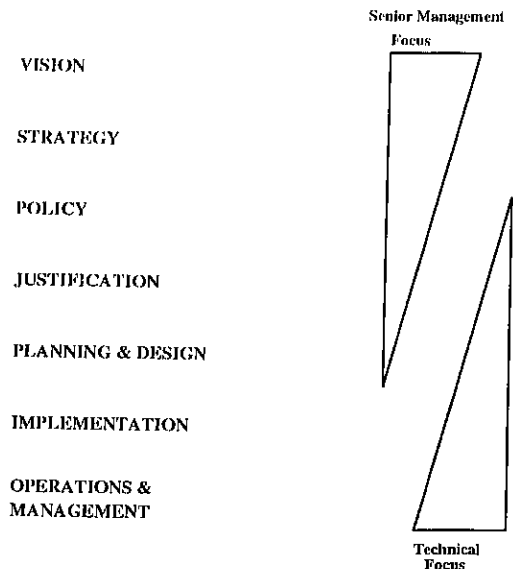 Senior Management
Focus
VISION
STRATEGY
POLICY
JUSTIFICATION
PLANNING & DESIGN
IMPLEMENTATION
OPERATIONS &
MANAGEMENT
Technical
Focus